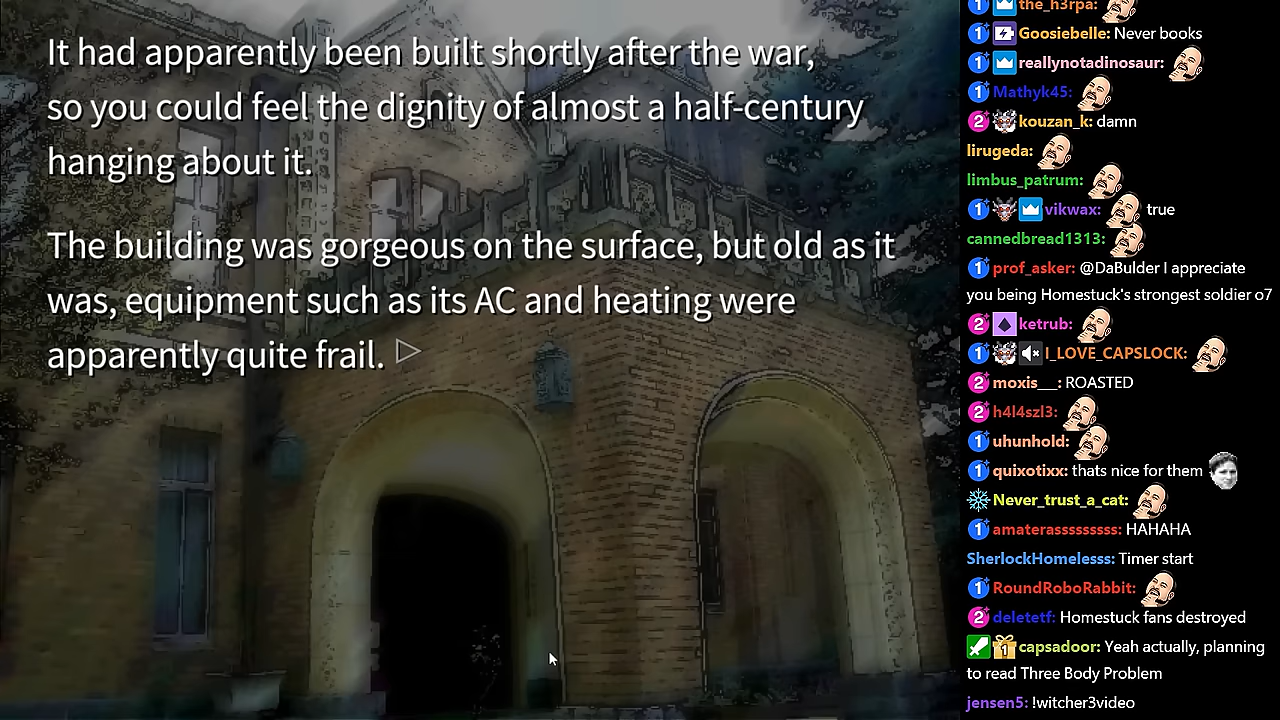 It had apparently been built shortly after the war,
so you could feel the dignity of almost a half-century
hanging about it.
The building was gorgeous on the surface, but old as it
was, equipment such as its AC and heating were
apparently quite frail.
the_h3rpa:
Goosiebelle: Never books
reallynotadinosaur:
Mathyk45:
kouzan_k: damn
lirugeda:
limbus_patrum:
vikwax: true
cannedbread1313:
prof_asker: @DaBulder I appreciate
you being Homestuck's strongest soldier o7
ketrub:
I_LOVE_CAPSLOCK:
moxis__: ROASTED
h4l4szl3:
uhunhold:
quixotixx: thats nice for them
Never_trust_a_cat:
amaterasssssssss: HAHAHA
SherlockHomelesss: Timer start
RoundRoboRabbit:
deletetf: Homestuck fans destroyed
capsadoor: Yeah actually, planning
to read Three Body Problem
jensen5: !witcher3video